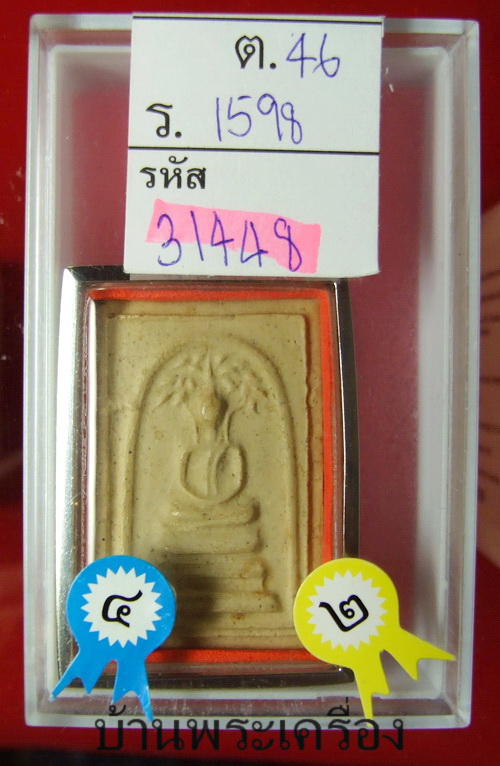 ต. 46
ร. 1598
รหัส
31448
๔
๒
บ้านพระเครื่อง